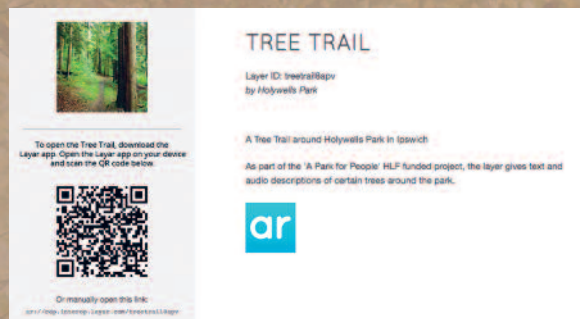 To open the Tree Trail, download the
Layar app. Open the Layar app on your device
and scan the QR code below.
Or manually open this link:
TREE TRAIL
Layer ID: treetrail8apv
by Holywells Park
A Tree Trail around Holywells Park in Ipswich
As part of the 'A Park for People' HLF funded project, the layer gives text and
audio descriptions of certain trees around the park.
ar